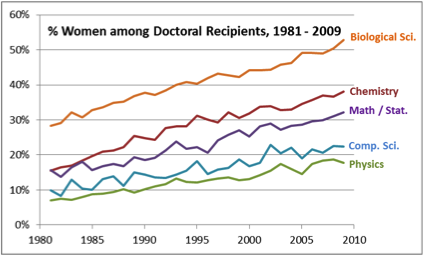 % Women among Doctoral Recipients, 1981 - 2009
60%
50%
40%
30%
20%
10%
0%
Biological Sci.
Chemistry
Math / Stat.
Comp. Sci.
Physics
1980 1985 1990 1995 2000 2005 2010